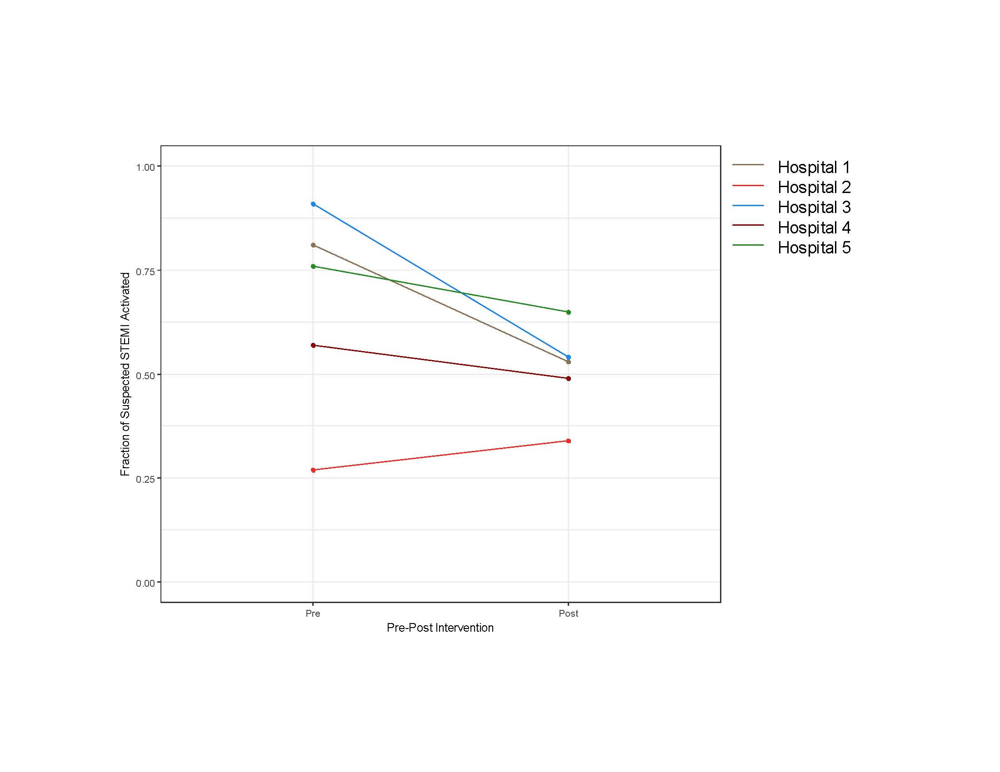 Hospital 1
Hospital 2
Hospital 3
Hospital 4
Hospital 5
Fraction of Suspected STEMI Activated
1.00
0.75
0.50
0.25
0.00
Pre
Post
Pre-Post Intervention